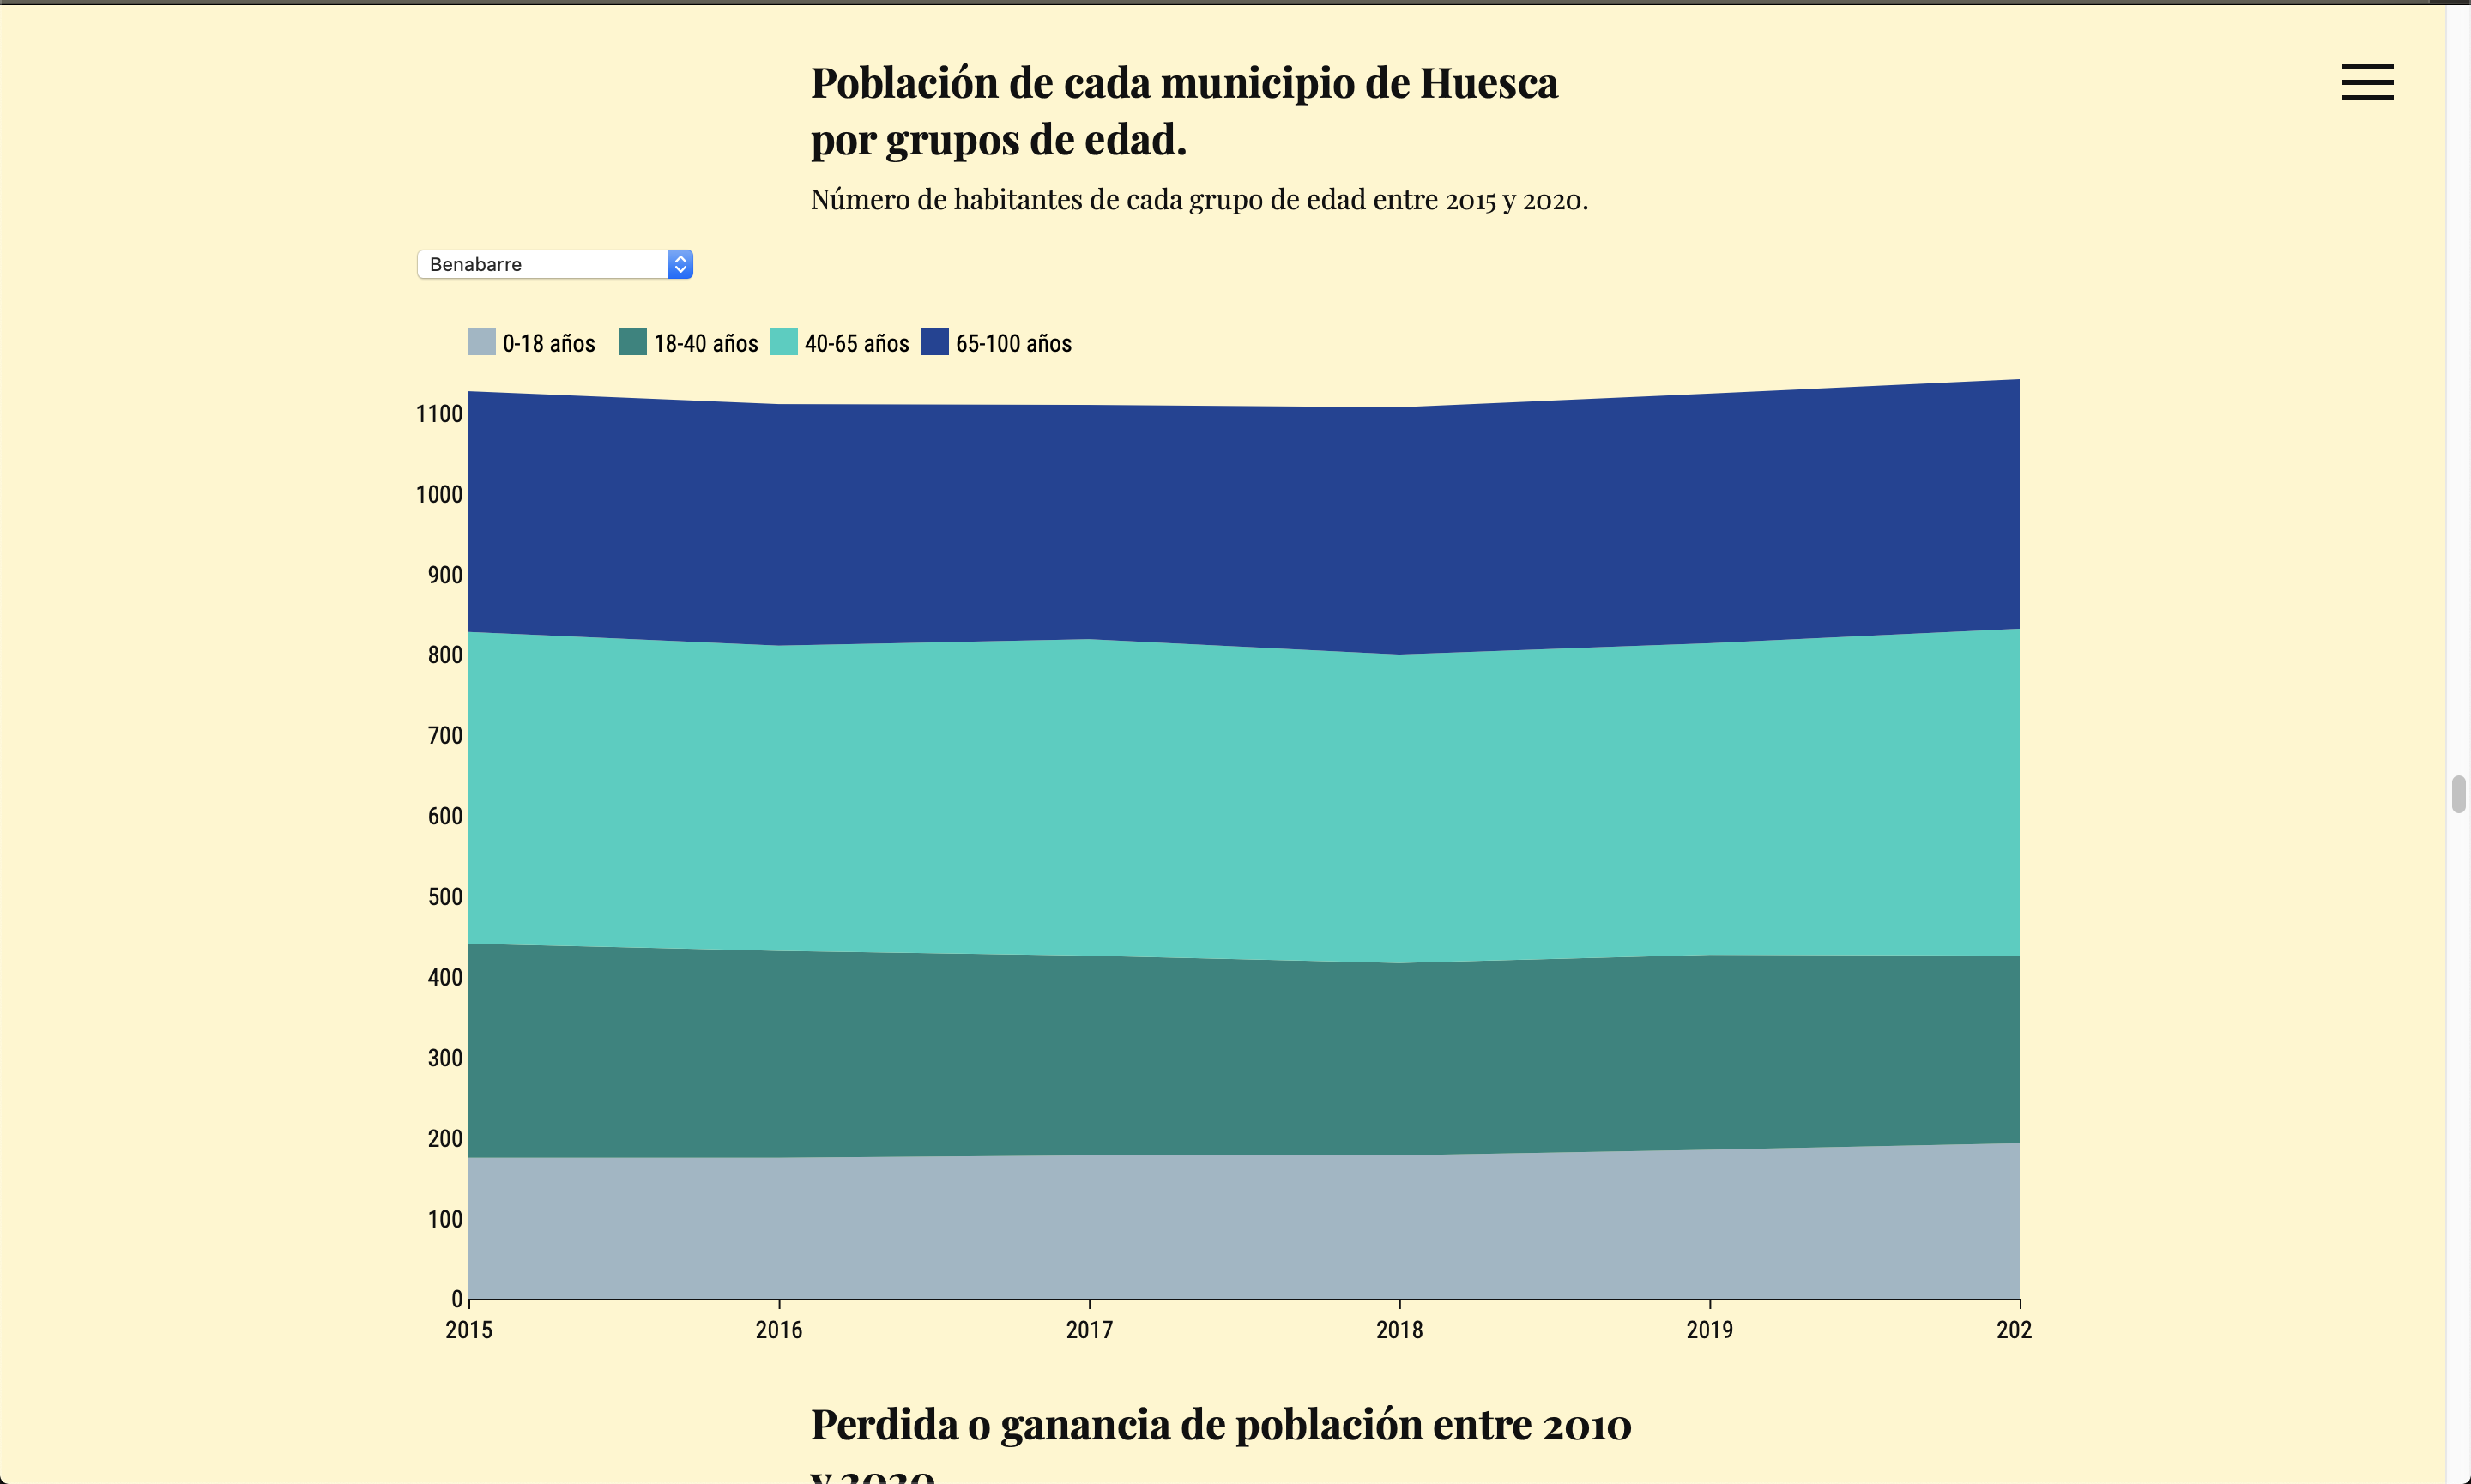 Población de cada municipio de Huesca
por grupos de edad.
Número de habitantes de cada grupo de edad entre 2015 y 2020.
Benabarre
0-18 años 18-40 años 40-65 años 65-100 años
1100
1000
900
800
700
600
500
400
300
200
100
0
2015 2016 2017 2018 2019 202
Perdida o ganancia de población entre 2010
y 2020